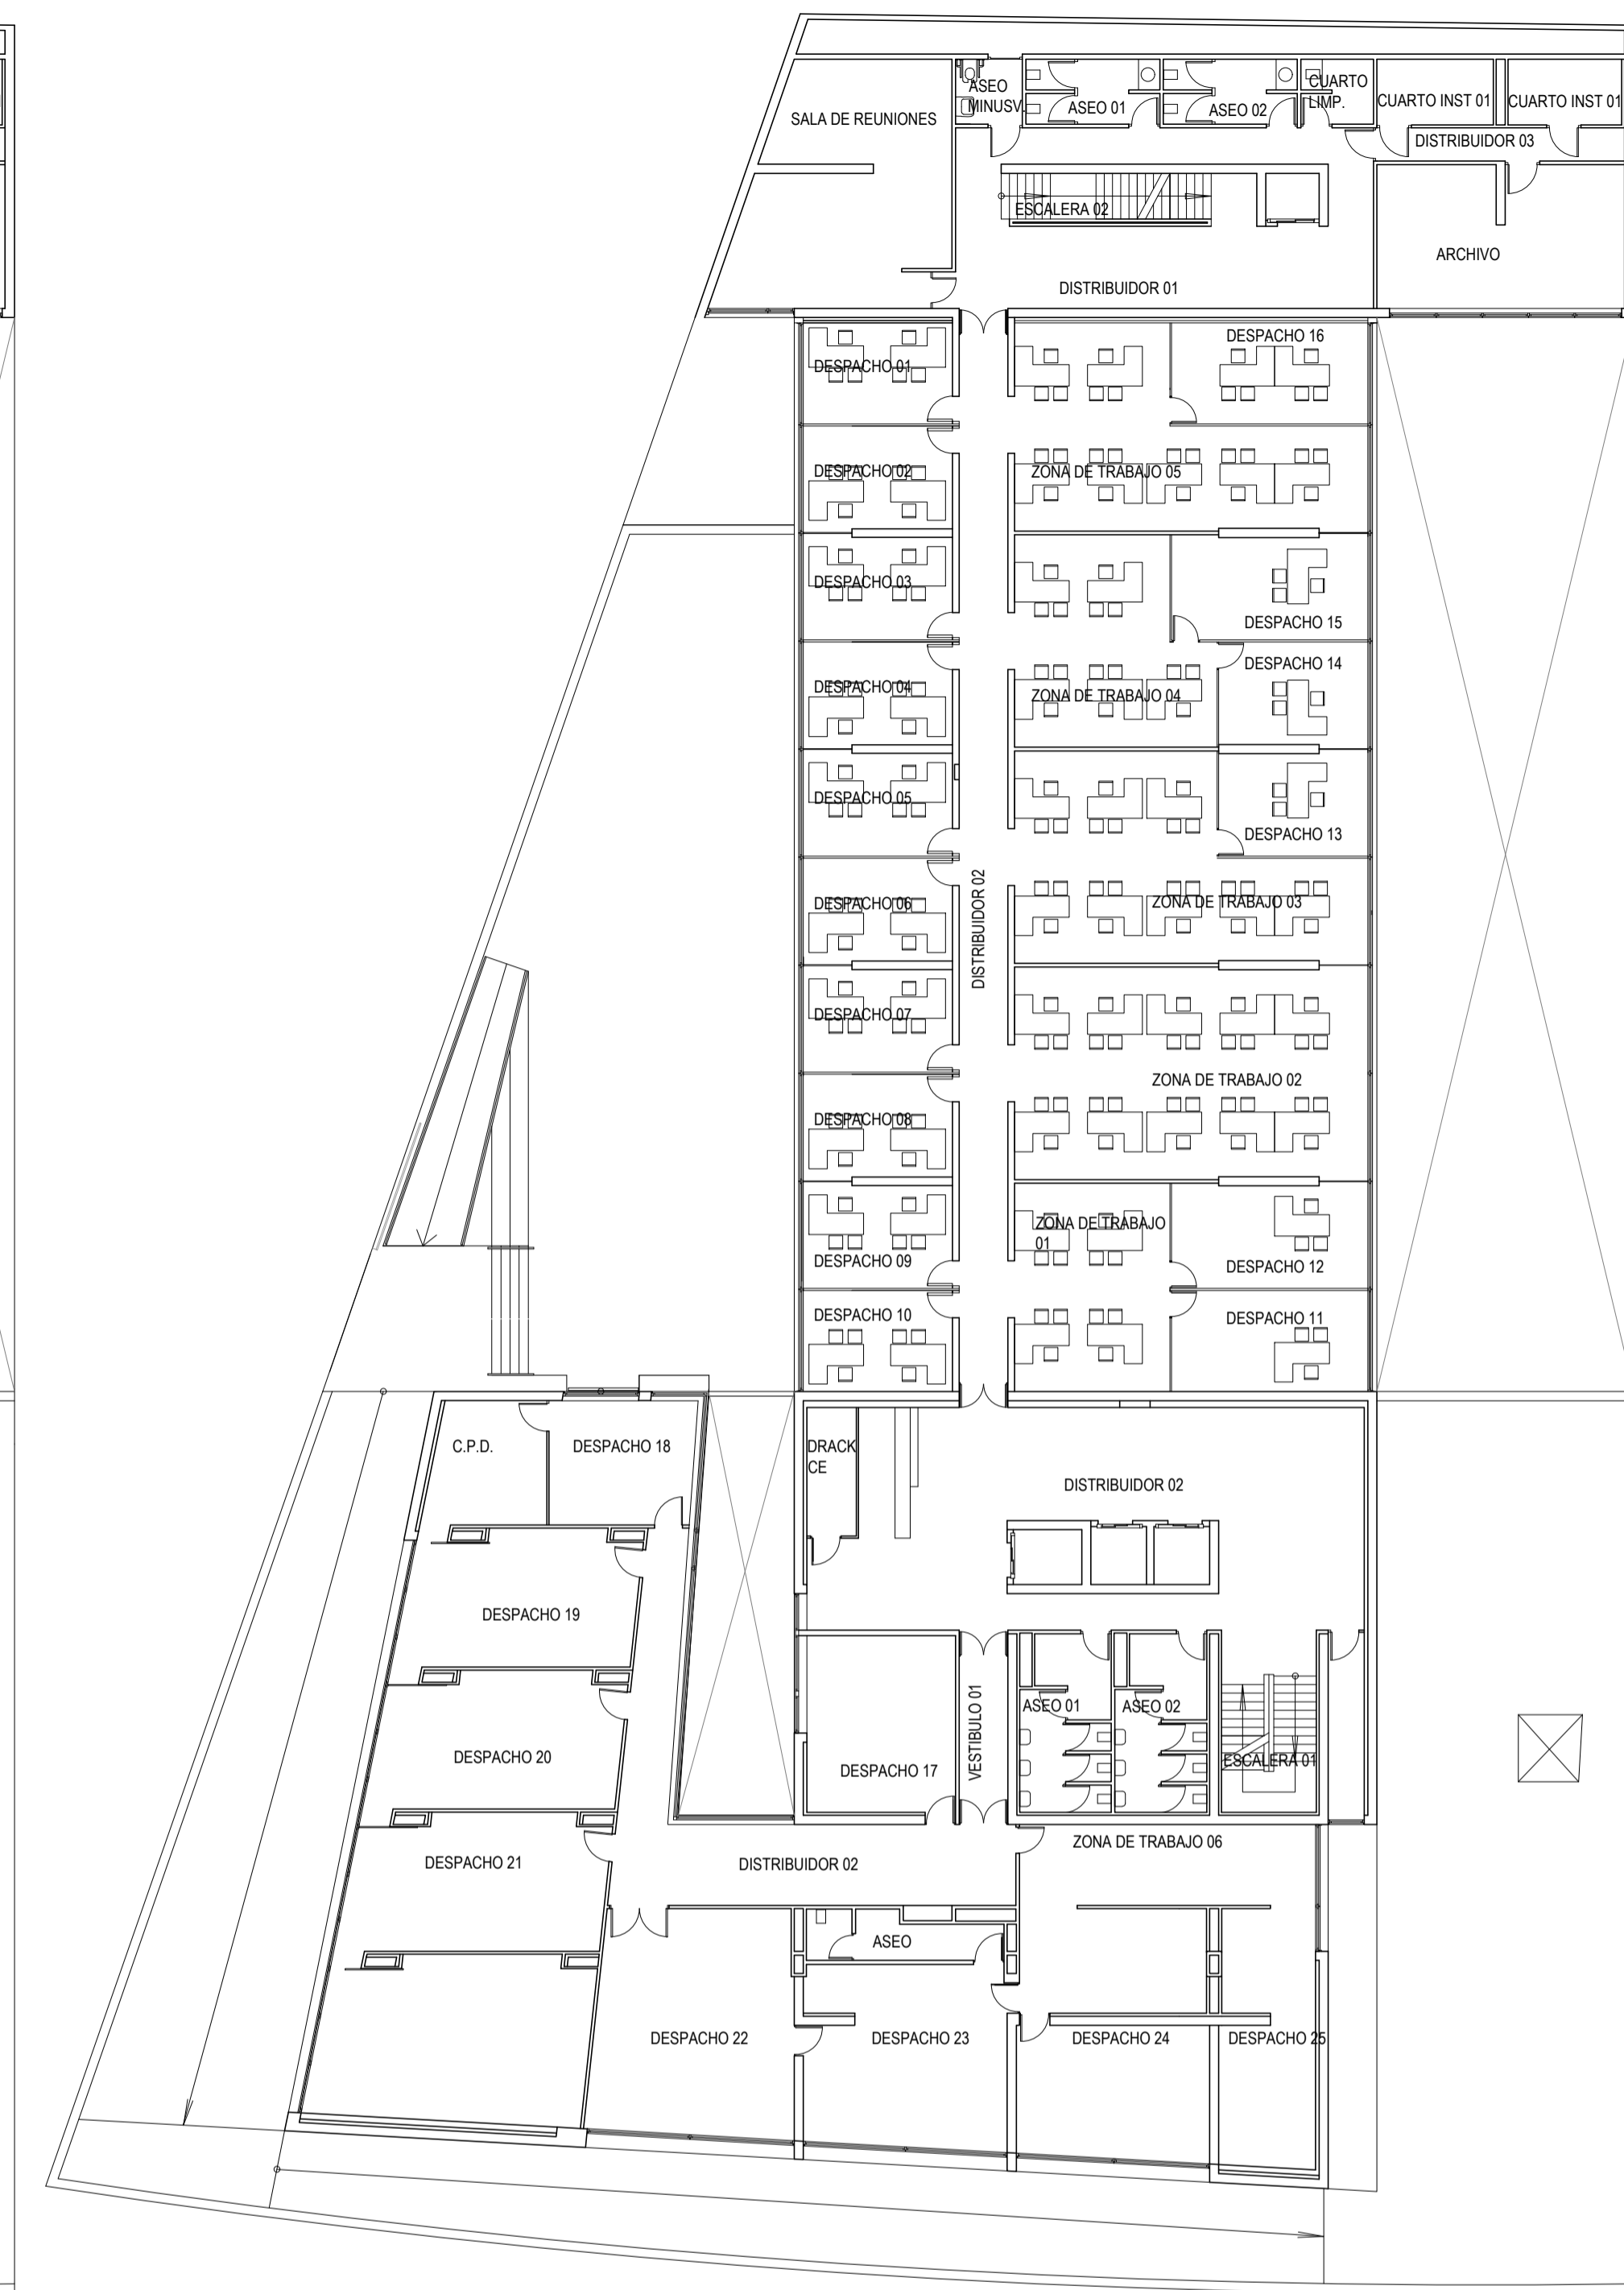 ASEO
MINUSV.
ASEO 01
ASEO 02
CUARTO
LIMP.
CUARTO INST 01
CUARTO INST 01
SALA DE REUNIONES
DISTRIBUIDOR 03
ESCALERA 02
ARCHIVO
DISTRIBUIDOR 01
DESPACHO 16
DESPACHO 01
DESPACHO 02
ZONA DE TRABAJO 05
DESPACHO 03
DESPACHO 15
DESPACHO 14
DESPACHO 04
ZONA DE TRABAJO 04
DESPACHO 05
DESPACHO 13
DISTRIBUIDOR 02
DESPACHO 06
ZONA DE TRABAJO 03
DESPACHO 07
ZONA DE TRABAJO 02
DESPACHO 08
ZONA DE TRABAJO
01
DESPACHO 09
DESPACHO 12
DESPACHO 10
DESPACHO 11
C.P.D.
DESPACHO 18
DRACK
CE
DISTRIBUIDOR 02
DESPACHO 19
VESTIBULO 01
ASEO 01
ASEO 02
DESPACHO 20
DESPACHO 17
ESCALERA 01
ZONA DE TRABAJO 06
DESPACHO 21
DISTRIBUIDOR 02
ASEO
DESPACHO 22
DESPACHO 23
DESPACHO 24
DESPACHO 25